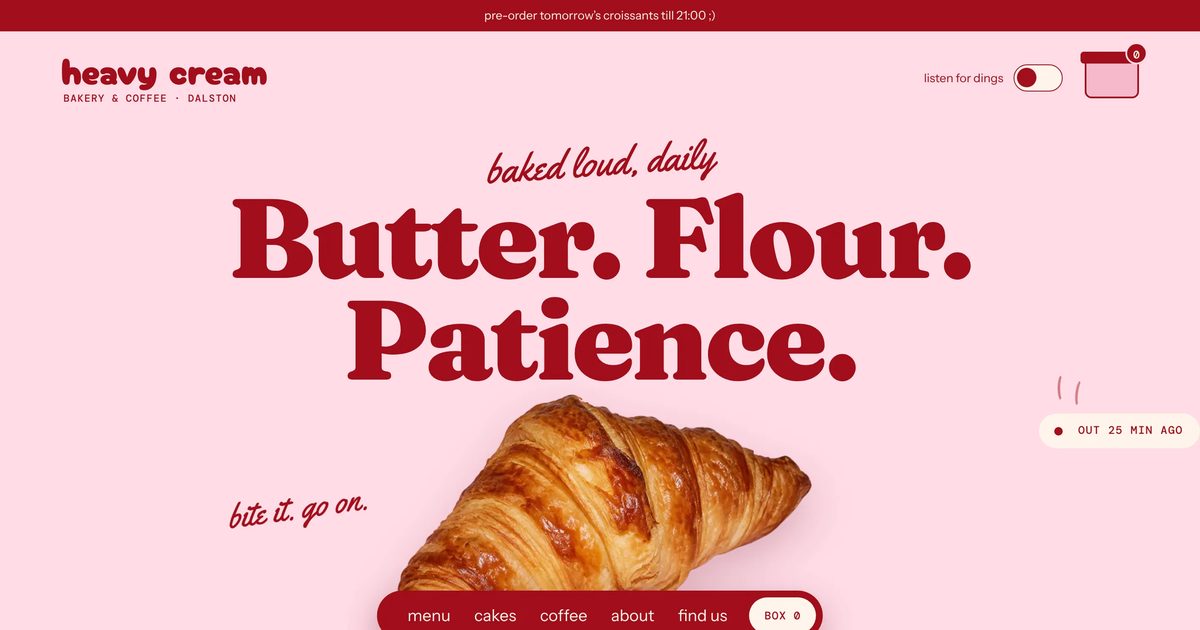 pre-order tomorrow's croissants till 21:00 ;)
heavy cream
BAKERY & COFFEE · DALSTON
listen for dings
0
baked loud, daily
Butter. Flour.
Patience.
OUT 25 MIN AGO
bite it. go on.
menu cakes coffee about find us BOX 0